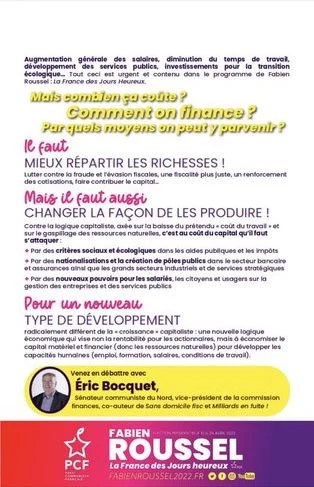 Augmentation générale des salaires, diminution du temps de travail,
développement des services publics, investissements pour la transition
écologique... Tout ceci est urgent et contenu dans le programme de Fabien
Roussel : La France des Jours Heureux.
Mais combien ça coûte ?
Comment on finance ?
Par quels moyens on peut y parvenir ?
Il faut
MIEUX RÉPARTIR LES RICHESSES !
Lutter contre la fraude et l'évasion fiscales, une fiscalité plus juste, un renforcement
des cotisations, faire contribuer le capital...
Mais il faut aussi
CHANGER LA FAÇON DE LES PRODUIRE !
Contre la logique capitaliste, axée sur la baisse du prétendu « coût du travail » et
sur le gaspillage des ressources naturelles, c'est au coût du capital qu'il faut
s'attaquer :
+ Par des critères sociaux et écologiques dans les aides publiques et les impôts
+ Par des nationalisations et la création de pôles publics dans le secteur bancaire
et assurances ainsi que les grands secteurs industriels et de services stratégiques
+ Par des nouveaux pouvoirs pour les salariés, les citoyens et usagers sur la
gestion des entreprises et des services publics
Pour un nouveau
TYPE DE DÉVELOPPEMENT
radicalement différent de la « croissance » capitaliste : une nouvelle logique
économique qui vise non la rentabilité pour les actionnaires, mais à économiser le
capital matériel et financier (donc les ressources naturelles) pour développer les
capacités humaines (emploi, formation, salaires, conditions de travail).
Venez en débattre avec
Éric Bocquet,
Sénateur communiste du Nord, vice-président de la commission
finances, co-auteur de Sans domicile fisc et Milliards en fuite !
PCF
PARTI
COMMUNISTE
FRANÇAIS
FABIEN
ÉLECTION PRÉSIDENTIELLE 10 & 24 AVRIL 2022
ROUSSEL
La France des Jours heureux
PCF
FABIENROUSSEL2022.FR
YouTube